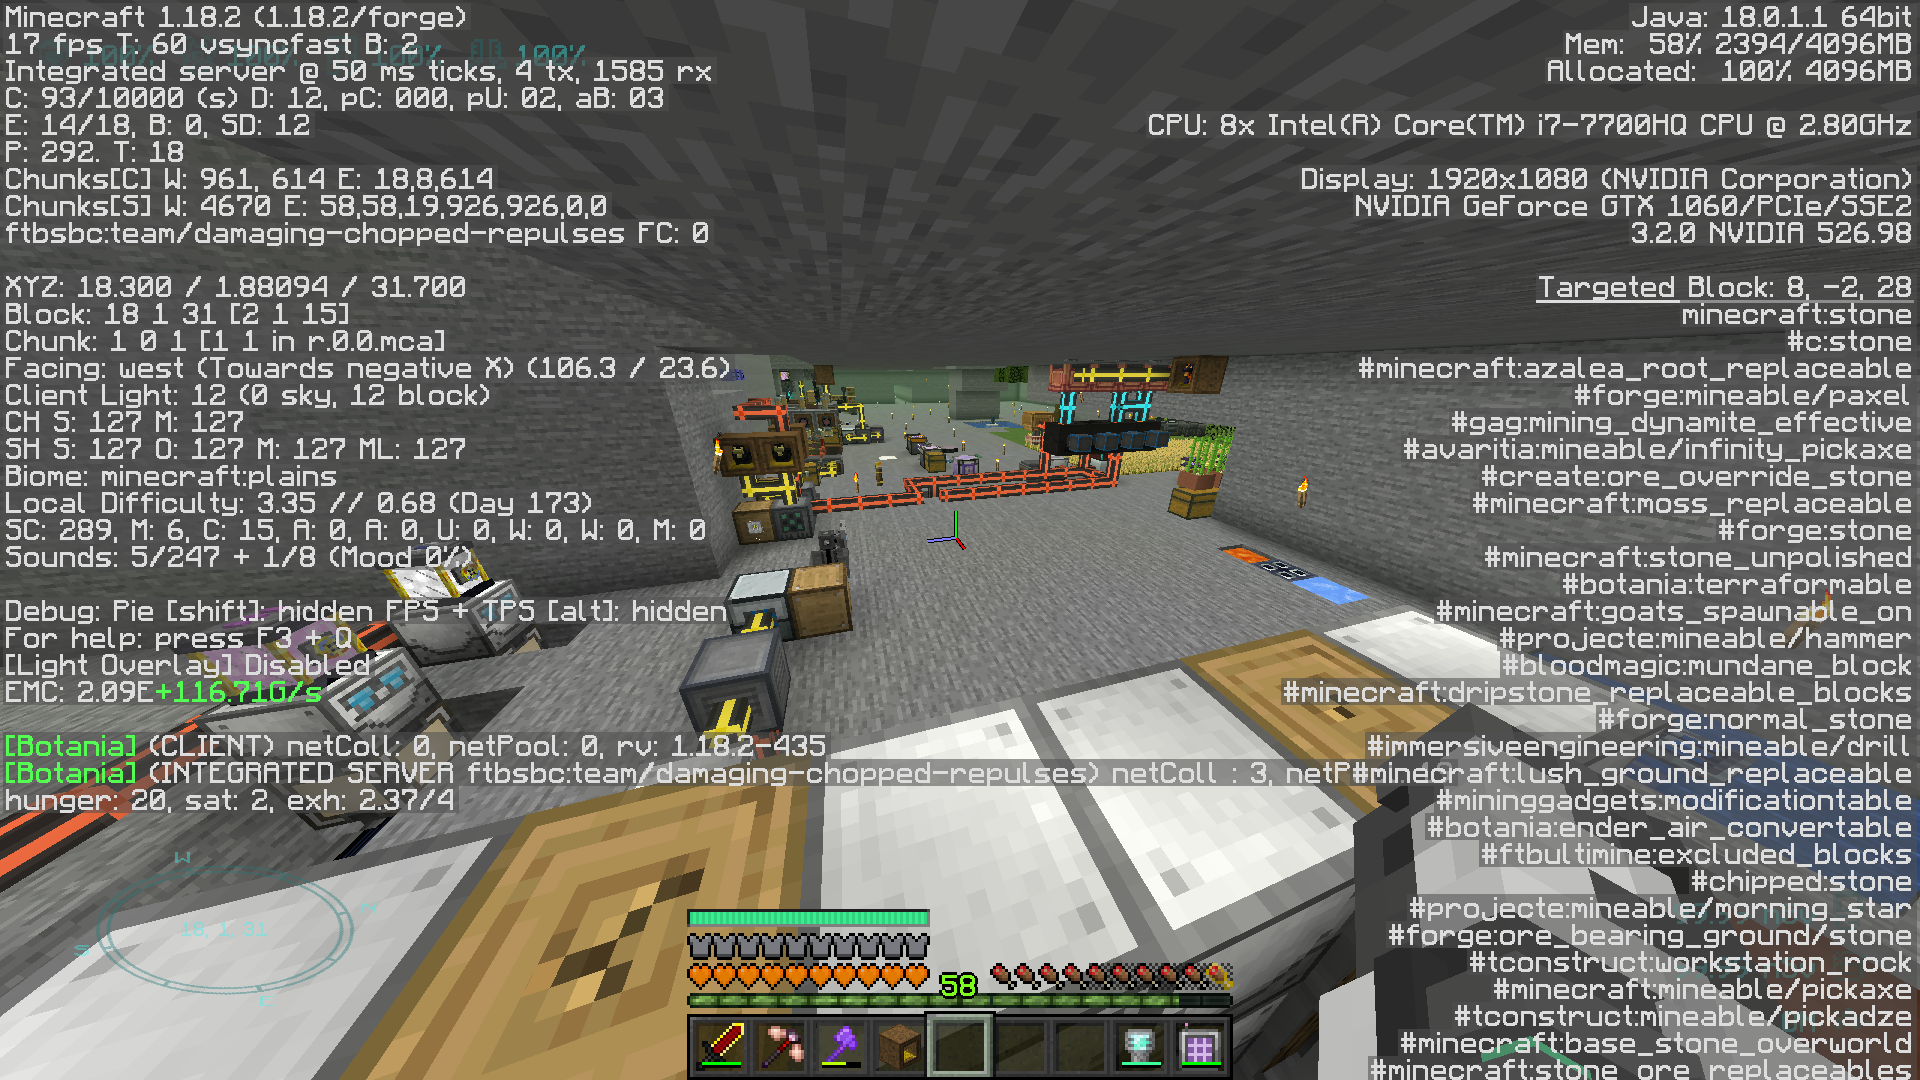 Minecraft 1.18.2 (1.18.2/forge)
17 fps T: 60 vsyncfast B: 2
100% 100% 100%
Integrated server @ 50 ms ticks, 4 tx, 1585 rx
C: 93/10000 (s) D: 12, pC: 000, pU: 02, aB: 03
E: 14/18, B: 0, SD: 12
P: 292. T: 18
Chunks[C] W: 961, 614 E: 18,8,614
Chunks[S] W: 4670 E: 58,58,19,926,926,0,0
ftbsbc:team/damaging-chopped-repulses FC: 0
XYZ: 18.300 / 1.88094 / 31.700
Block: 18 1 31 [2 1 15]
Chunk: 1 0 1 [1 1 in r.0.0.mca]
Facing: west (Towards negative X) (106.3 / 23.6)
Client Light: 12 (0 sky, 12 block)
CH S: 127 M: 127
SH S: 127 O: 127 M: 127 ML: 127
Biome: minecraft:plains
Local Difficulty: 3.35 // 0.68 (Day 173)
SC: 289, M: 6, C: 15, A: 0, A: 0, U: 0, W: 0, W: 0, M: 0
Sounds: 5/247 + 1/8 (Mood 0%)
Debug: Pie [shift]: hidden FPS + TPS [alt]: hidden
For help: press F3 + Q
[Light Overlay] Disabled
EMC: 2.09E+116.71G/s
[Botania] (CLIENT) netColl: 0, netPool: 0, rv: 1.18.2-435
[Botania] (INTEGRATED SERVER ftbsbc:team/damaging-chopped-repulses) netColl : 3,
hunger: 20, sat: 2, exh: 2.37/4
W
S
18, 1, 31
58
Java: 18.0.1.1 64bit
Mem: 58% 2394/4096MB
Allocated: 100% 4096MB
CPU: 8x Intel(R) Core(TM) i7-7700HQ CPU @ 2.80GHz
Display: 1920x1080 (NVIDIA Corporation)
NVIDIA GeForce GTX 1060/PCIe/SSE2
3.2.0 NVIDIA 526.98
Targeted Block: 8, -2, 28
minecraft:stone
#c:stone
#minecraft:azalea_root_replaceable
#forge:mineable/paxel
#gag:mining_dynamite_effective
#avaritia:mineable/infinity_pickaxe
#create:ore_override_stone
#minecraft:moss_replaceable
#forge:stone
#minecraft:stone_unpolished
#botania:terraformable
#minecraft:goats_spawnable_on
#projecte:mineable/hammer
#bloodmagic:mundane_block
#minecraft:dripstone_replaceable_blocks
#forge:normal_stone
#immersiveengineering:mineable/drill
#minecraft:lush_ground_replaceable
#mininggadgets:modificationtable
#botania:ender_air_convertable
#ftbultimine:excluded_blocks
#chipped:stone
#projecte:mineable/morning_star
#forge:ore_bearing_ground/stone
#tconstruct:workstation_rock
#minecraft:mineable/pickaxe
#tconstruct:mineable/pickadze
#minecraft:base_stone_overworld
#minecraft:stone_ore_replaceables